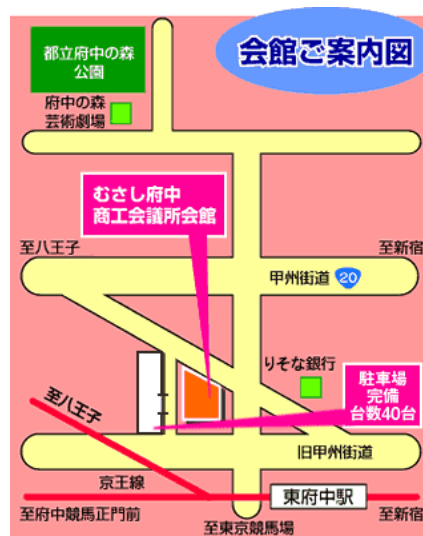 都立府中の森
公園
会館ご案内図
府中の森
芸術劇場
むさし府中
商工会議所会館
至八王子
至新宿
甲州街道 20
りそな銀行
駐車場
完備
台数40台
至八王子
旧甲州街道
京王線
東府中駅
至府中競馬正門前
至東京競馬場
至新宿